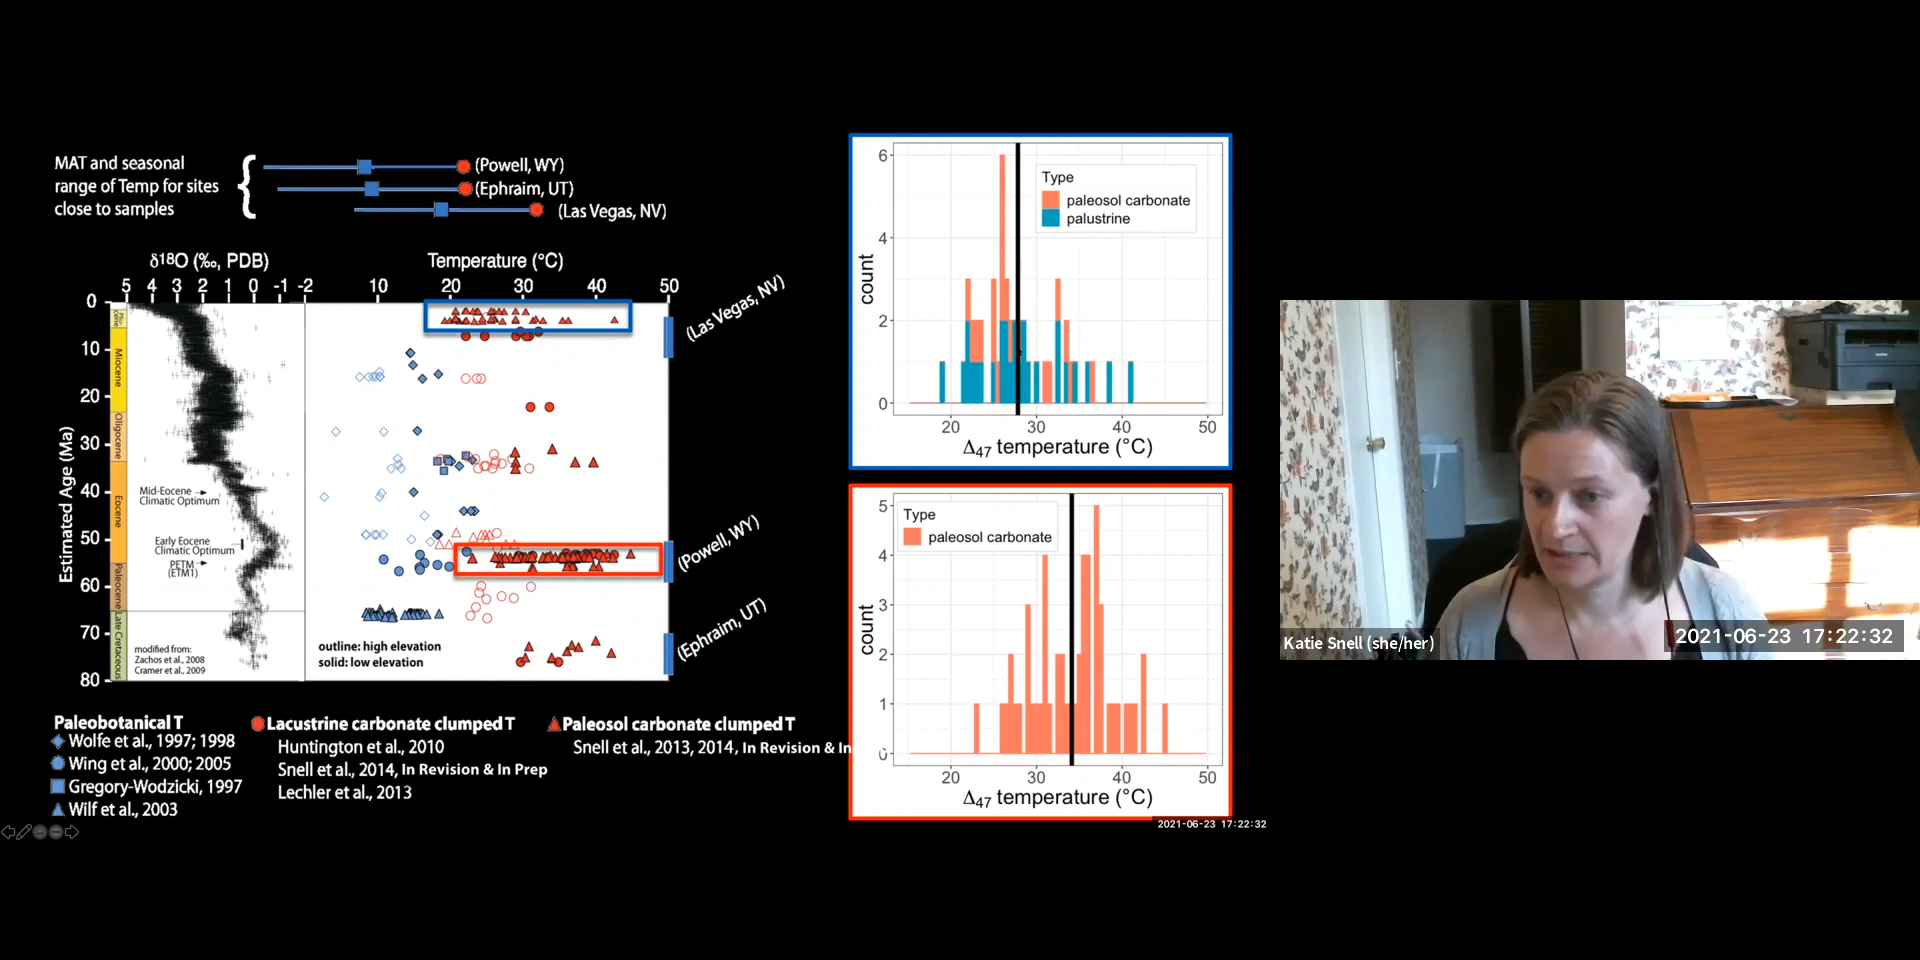 MAT and seasonal
range of Temp for sites
close to samples
{
(Powell, WY)
(Ephraim, UT)
(Las Vegas, NV)
δ18O (‰, PDB)
Temperature (°C)
5 4 3 2 1 0 -1 -2 10 20 30 40 50
Estimated Age (Ma)
0
10
20
30
40
50
60
70
80
Miocene
Oligocene
Eocene
Paleocene
Late Cretaceous
Mid-Eocene
Climatic Optimum
Early Eocene
Climatic Optimum
PETM
(ETM1)
modified from:
Zachos et al., 2008
Cramer et al., 2009
outline: high elevation
solid: low elevation
(Las Vegas, NV)
(Powell, WY)
(Ephraim, UT)
Paleobotanical T
Wolfe et al., 1997; 1998
Wing et al., 2000; 2005
Gregory-Wodzicki, 1997
Wilf et al., 2003
Lacustrine carbonate clumped T
Huntington et al., 2010
Snell et al., 2014, In Revision & In Prep
Lechler et al., 2013
Paleosol carbonate clumped T
Snell et al., 2013, 2014, In Revision & In
6
4
2
0
count
Type
paleosol carbonate
palustrine
20 30 40 50
Δ47 temperature (°C)
5
4
3
2
1
0
count
Type
paleosol carbonate
20 30 40 50
Δ47 temperature (°C)
2021-06-23 17:22:32
Katie Snell (she/her)
2021-06-23 17:22:32